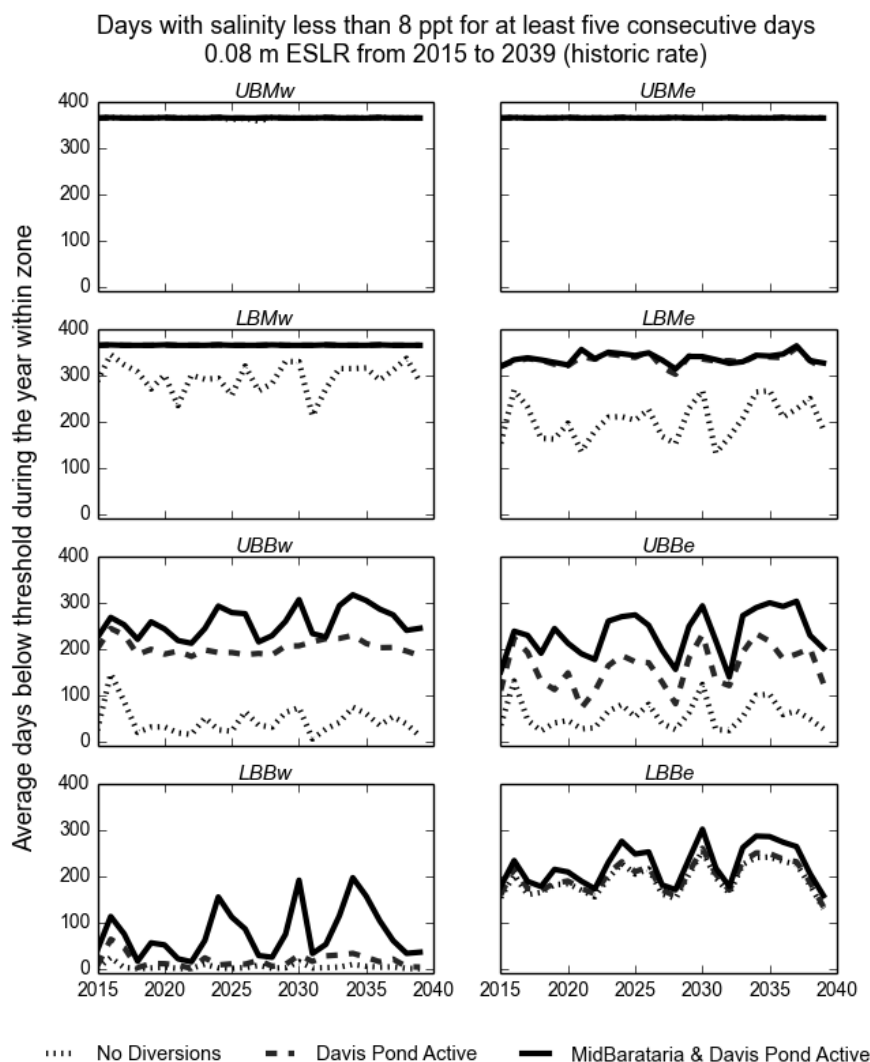 Days with salinity less than 8 ppt for at least five consecutive days
0.08 m ESLR from 2015 to 2039 (historic rate)
Average days below threshold during the year within zone
UBMw
400
300
200
100
0
UBMe
LBMw
400
300
200
100
0
LBMe
UBBw
400
300
200
100
0
UBBe
LBBw
400
300
200
100
0
2015 2020 2025 2030 2035 2040
LBBe
2015 2020 2025 2030 2035 2040
No Diversions Davis Pond Active MidBarataria & Davis Pond Active